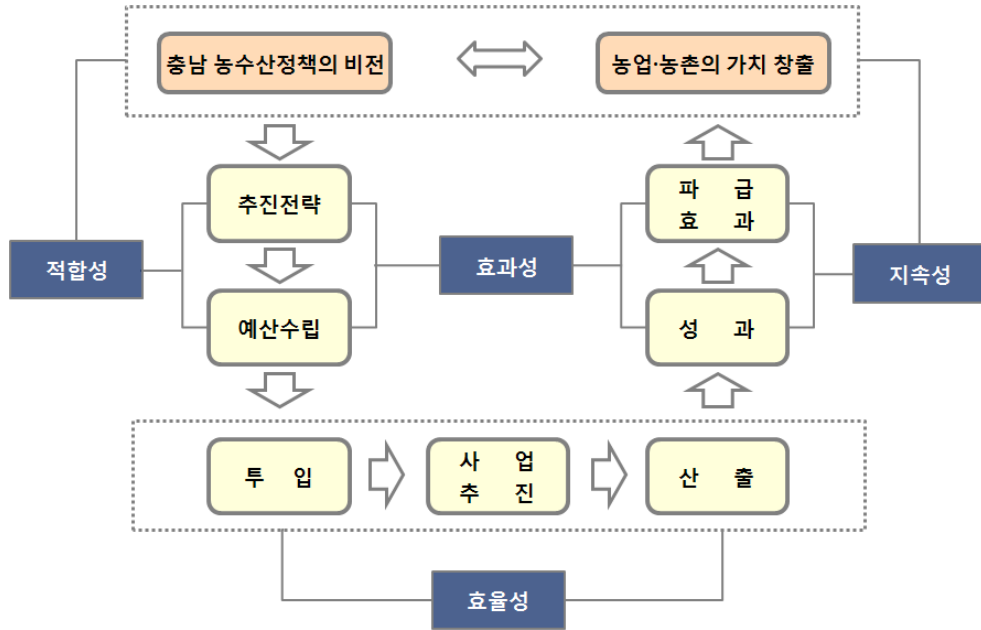 충남 농수산정책의 비전
농업·농촌의 가치 창출
추진전략
파 급
효 과
적합성
효과성
지속성
예산수립
성 과
투 입
사 업
추 진
산 출
효율성